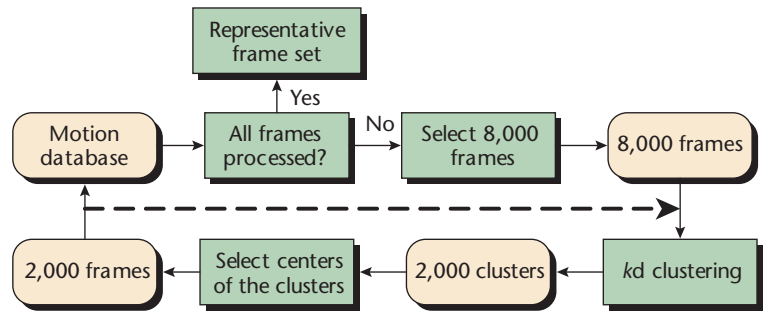 Representative
frame set
Yes
Motion
database
All frames
processed?
No
Select 8,000
frames
8,000 frames
2,000 frames
Select centers
of the clusters
2,000 clusters
kd clustering